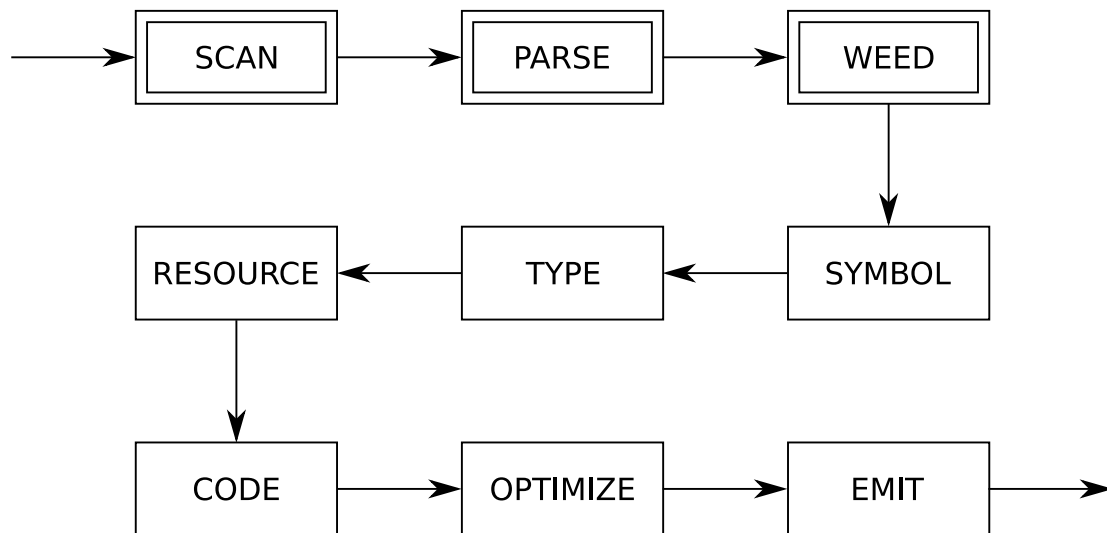 SCAN
PARSE
WEED
SYMBOL
TYPE
RESOURCE
CODE
OPTIMIZE
EMIT